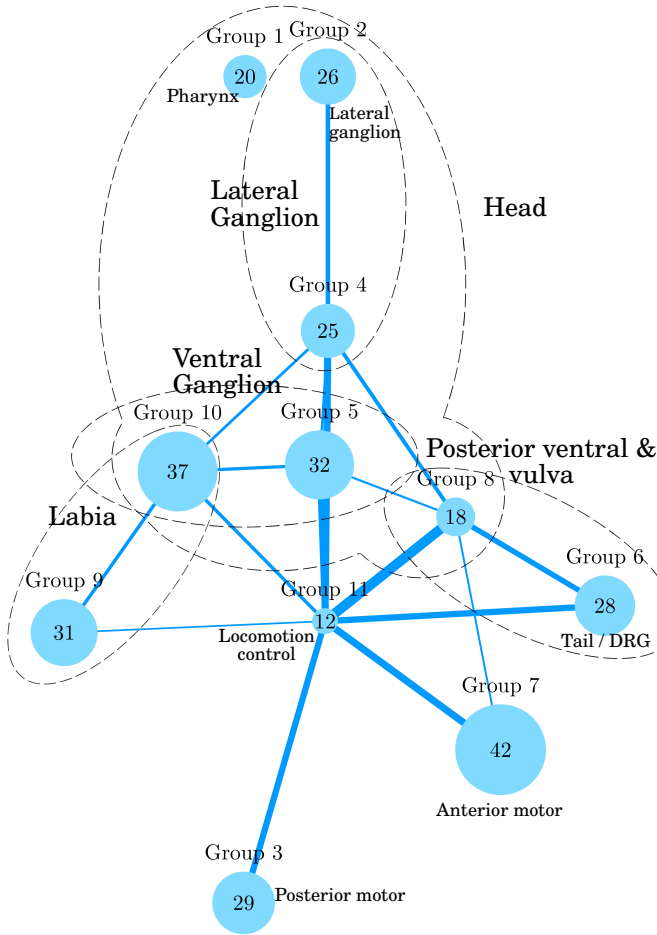 Group 1
Group 2
20
26
Pharynx
Lateral
ganglion
Lateral
Ganglion
Head
Group 4
25
Ventral
Ganglion
Group 10
Group 5
37
32
Posterior ventral &
vulva
Group 8
18
Labia
Group 9
31
Group 11
12
Locomotion
control
Group 6
28
Tail / DRG
Group 7
42
Anterior motor
Group 3
29
Posterior motor